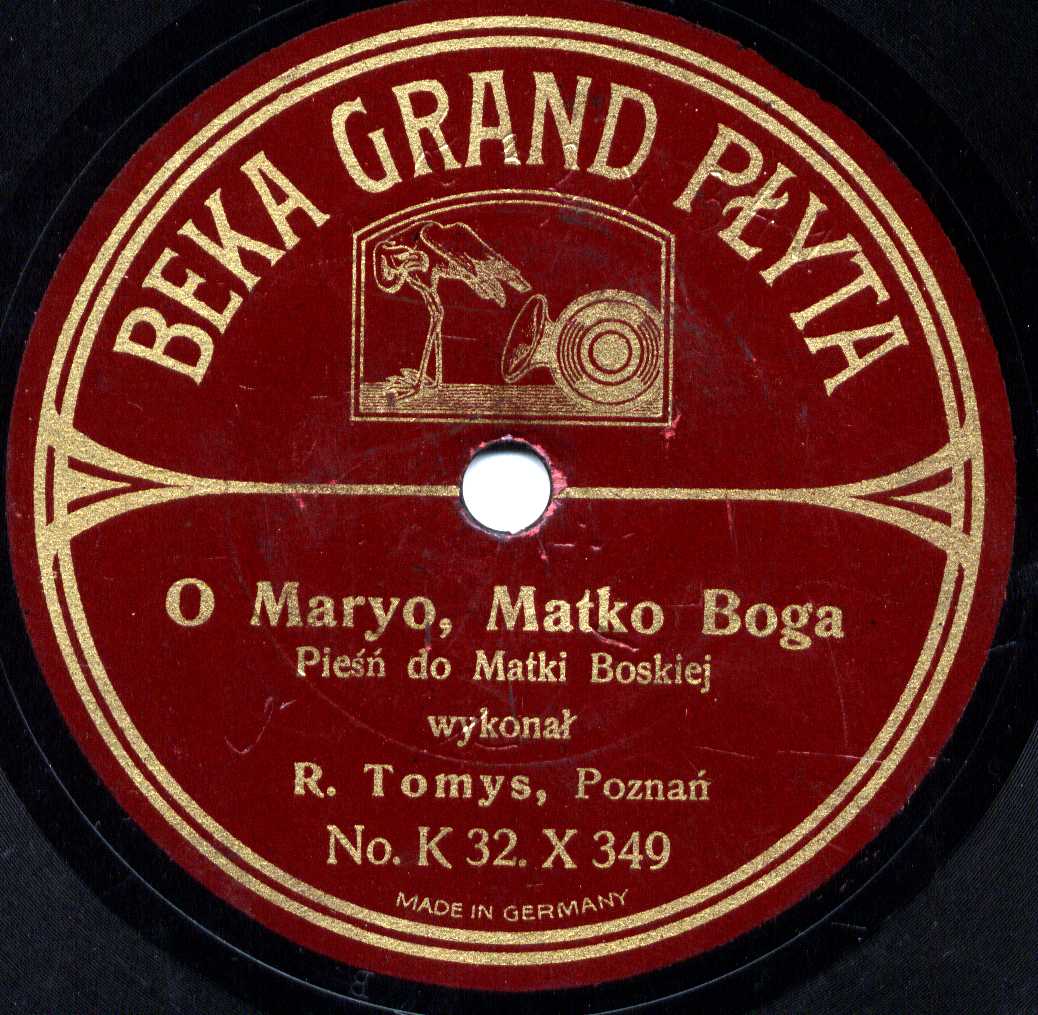 BEKA GRAND PŁYTA
O Maryo, Matko Boga
Pieśń do Matki Boskiej
wykonał
R. Tomys, Poznań
No. K 32. X 349
MADE IN GERMANY